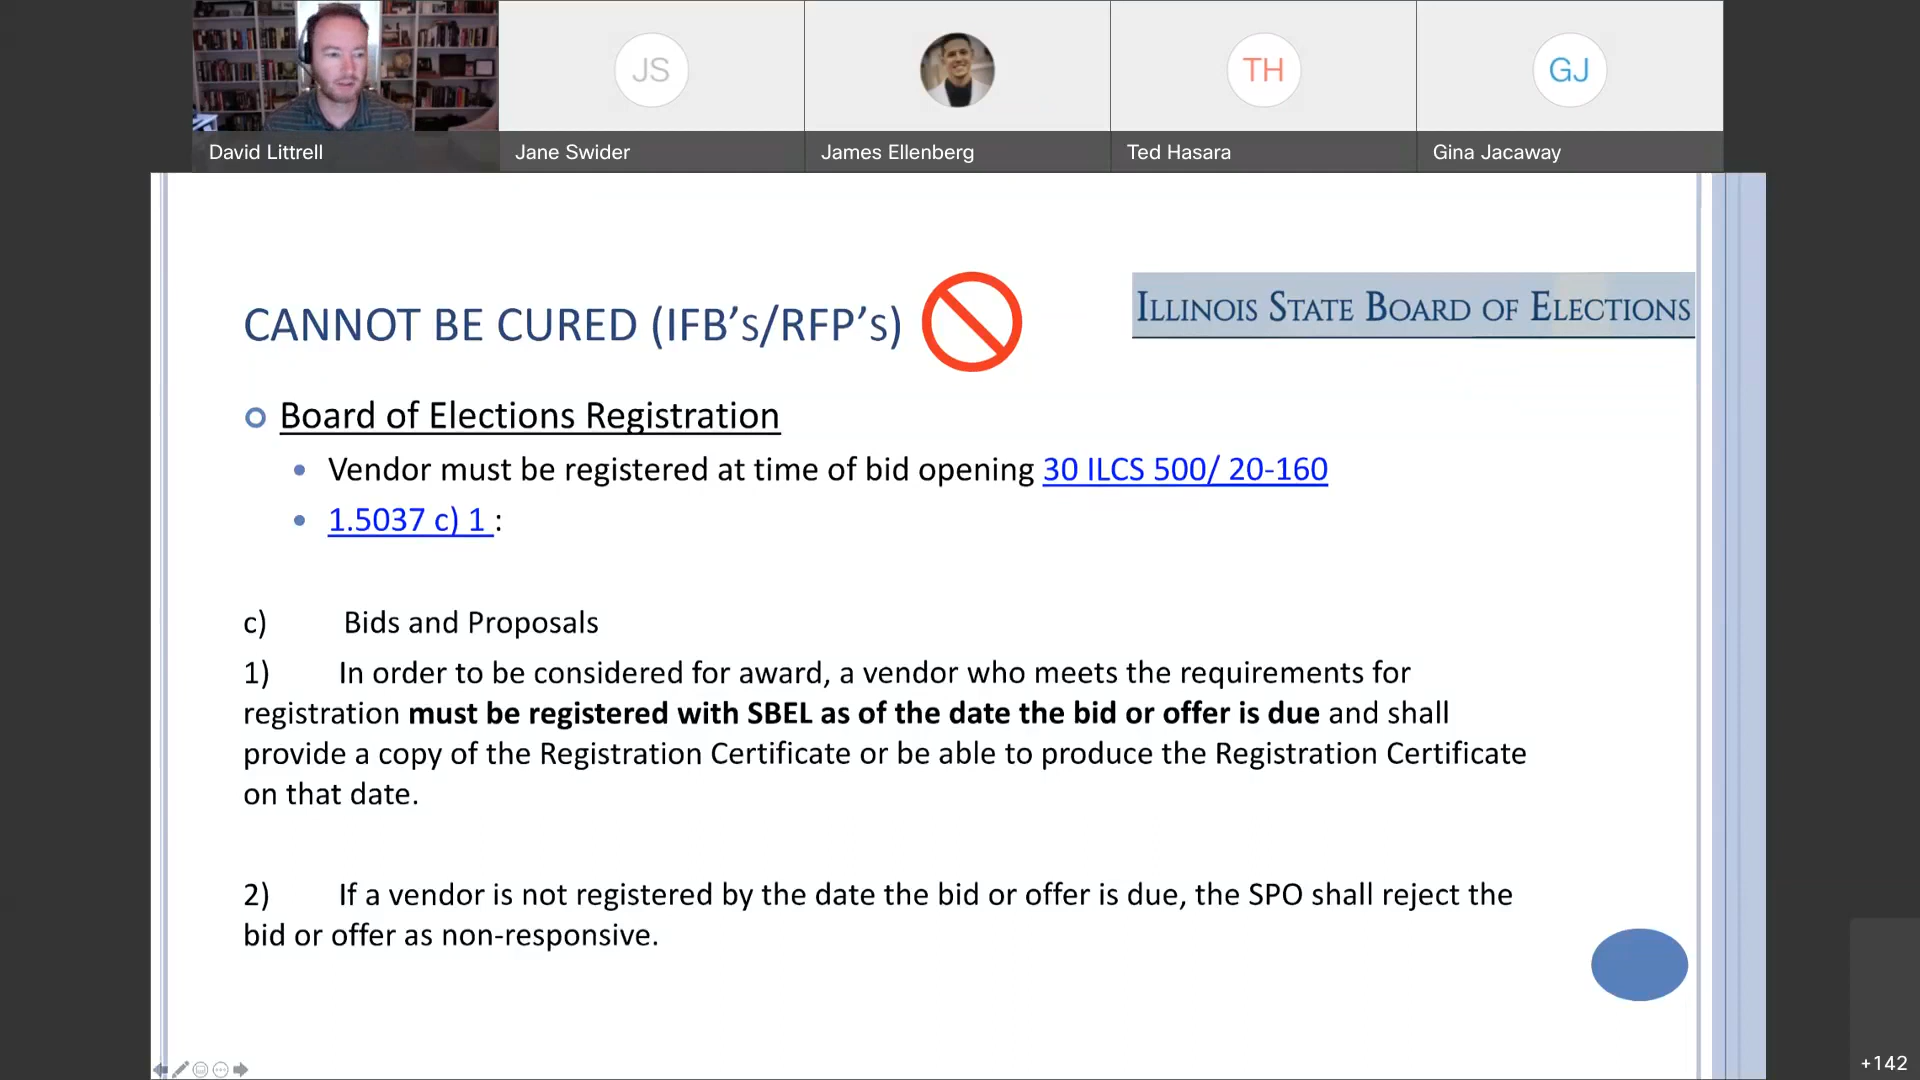 JS
TH
GJ
David Littrell
Jane Swider
James Ellenberg
Ted Hasara
Gina Jacaway
CANNOT BE CURED (IFB’s/RFP’s)
ILLINOIS STATE BOARD OF ELECTIONS
Board of Elections Registration
• Vendor must be registered at time of bid opening 30 ILCS 500/ 20-160
• 1.5037 c) 1 :
c) Bids and Proposals
1) In order to be considered for award, a vendor who meets the requirements for
registration must be registered with SBEL as of the date the bid or offer is due and shall
provide a copy of the Registration Certificate or be able to produce the Registration Certificate
on that date.
2) If a vendor is not registered by the date the bid or offer is due, the SPO shall reject the
bid or offer as non-responsive.
+142